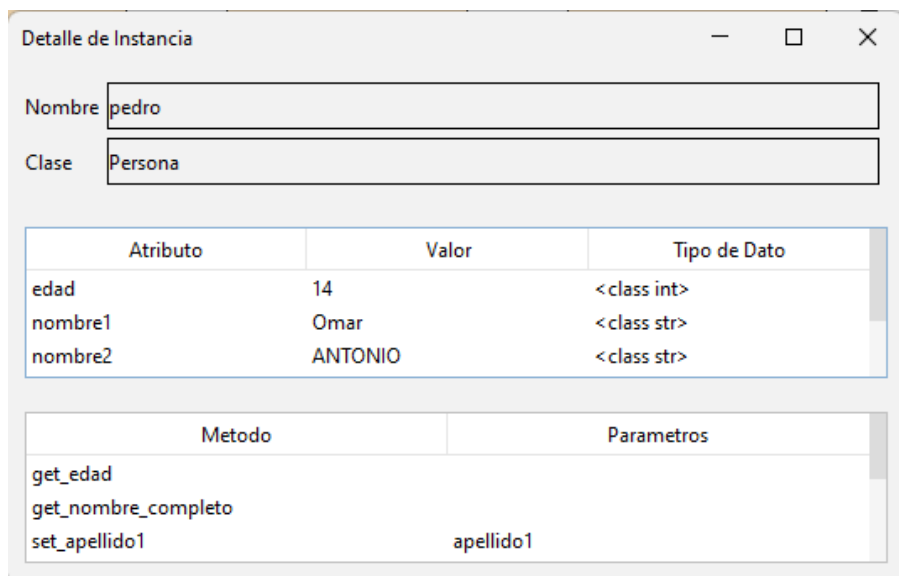 Detalle de Instancia
Nombre pedro
Clase Persona
Atributo Valor Tipo de Dato
edad 14 <class int>
nombre1 Omar <class str>
nombre2 ANTONIO <class str>
Metodo Parametros
get_edad
get_nombre_completo
set_apellido1 apellido1